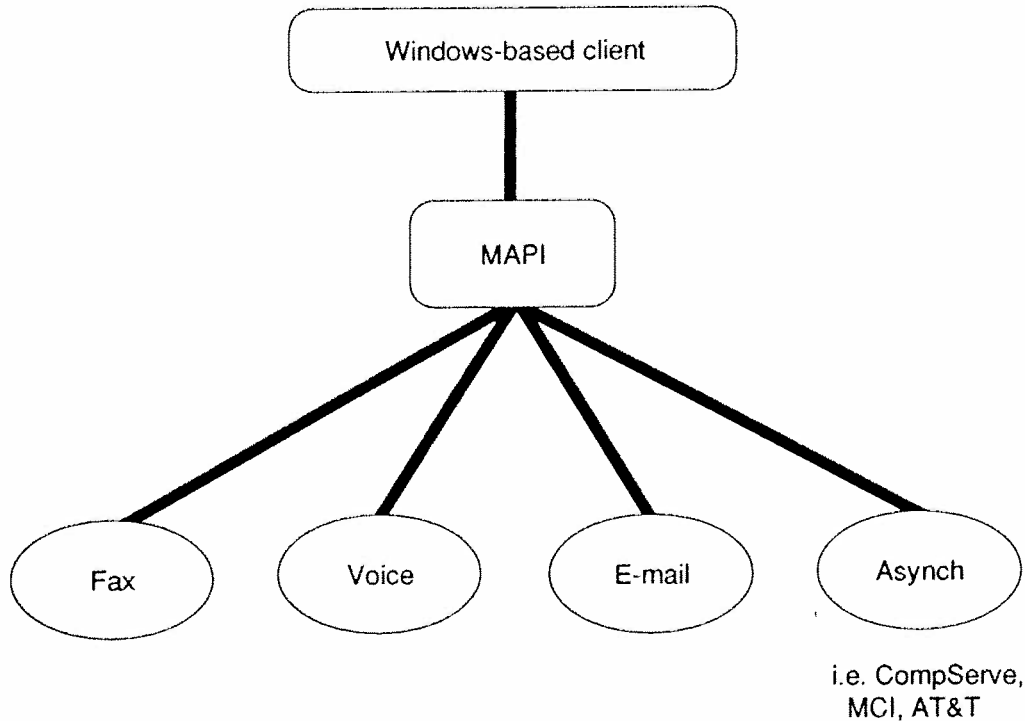 Windows-based client
MAPI
Fax
Voice
E-mail
Asynch
i.e. CompServe,
MCI, AT&T